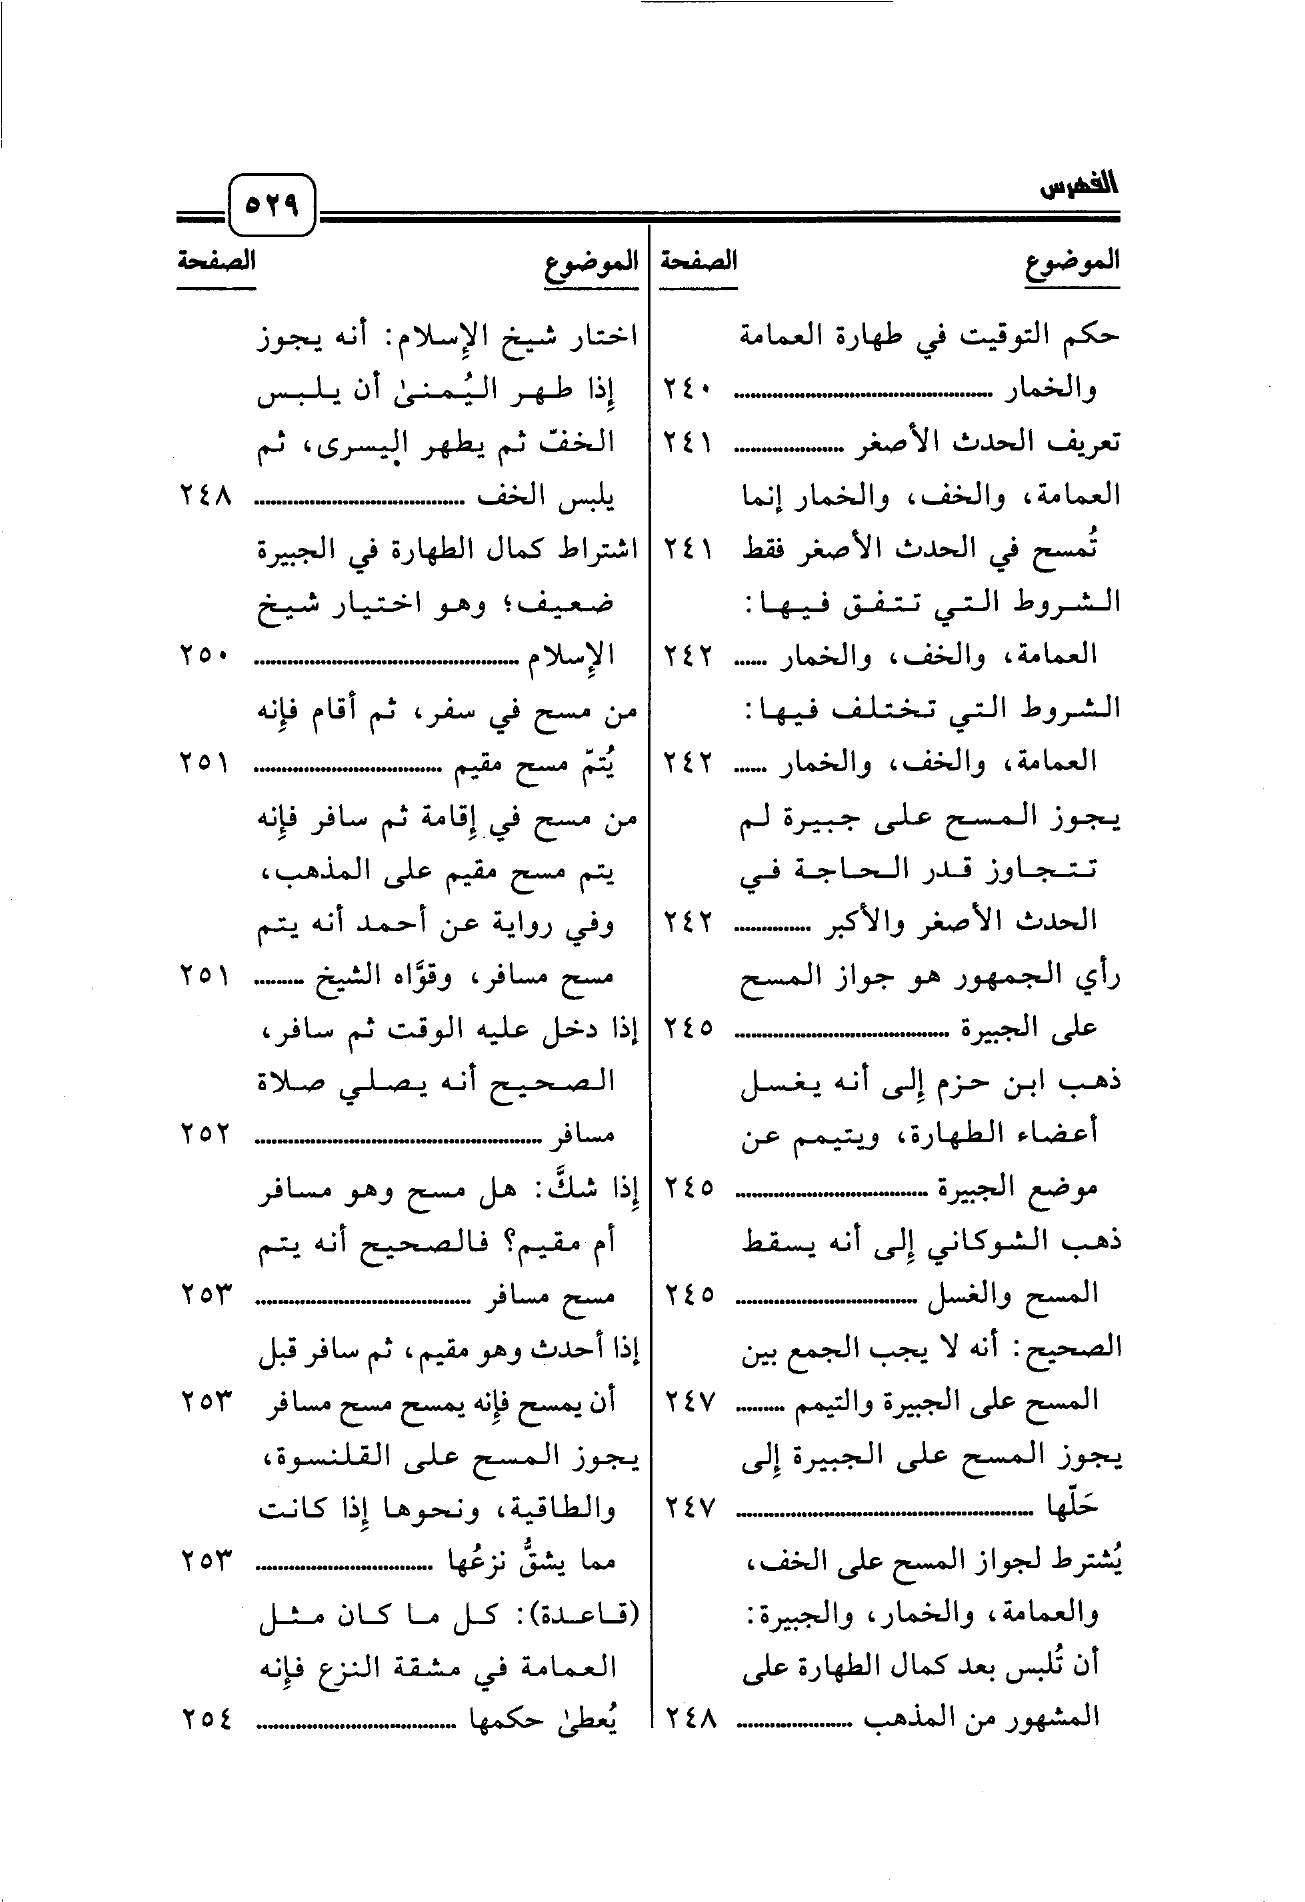 الفهرس
٥٢٩
الموضوع الصفحة
حكم التوقيت في طهارة العمامة
والخمار ........ ٢٤٠
تعريف الحدث الأصغر ........ ٢٤١
العمامة، والخف، والخمار إنما
تُمسح في الحدث الأصغر فقط ٢٤١
الشروط التي تتفق فيها:
العمامة، والخف، والخمار ...... ٢٤٢
الشروط التي تختلف فيها:
العمامة، والخف، والخمار ...... ٢٤٢
يجوز المسح على جبيرة لم
تتجاوز قدر الحاجة في
الحدث الأصغر والأكبر ........ ٢٤٢
رأي الجمهور هو جواز المسح
على الجبيرة ........ ٢٤٥
ذهب ابن حزم إلى أنه يغسل
أعضاء الطهارة، ويتيمم عن
موضع الجبيرة ........ ٢٤٥
ذهب الشوكاني إلى أنه يسقط
المسح والغسل ........ ٢٤٥
الصحيح: أنه لا يجب الجمع بين
المسح على الجبيرة والتيمم ........ ٢٤٧
يجوز المسح على الجبيرة إلى
حَلّها ........ ٢٤٧
يُشترط لجواز المسح على الخف،
والعمامة، والخمار، والجبيرة:
أن تُلبس بعد كمال الطهارة على
المشهور من المذهب ........ ٢٤٨
الموضوع الصفحة
اختار شيخ الإسلام: أنه يجوز
إذا طهر اليُمنىٰ أن يلبس
الخفّ ثم يطهر اليسرى، ثم
يلبس الخف ........ ٢٤٨
اشتراط كمال الطهارة في الجبيرة
ضعيف؛ وهو اختيار شيخ
الإسلام ........ ٢٥٠
من مسح في سفر، ثم أقام فإنه
يُتمّ مسح مقيم ........ ٢٥١
من مسح في إقامة ثم سافر فإنه
يتم مسح مقيم على المذهب،
وفي رواية عن أحمد أنه يتم
مسح مسافر، وقوَّاه الشيخ ........ ٢٥١
إذا دخل عليه الوقت ثم سافر،
الصحيح أنه يصلي صلاة
مسافر ........ ٢٥٢
إذا شكَّ: هل مسح وهو مسافر
أم مقيم؟ فالصحيح أنه يتم
مسح مسافر ........ ٢٥٣
إذا أحدث وهو مقيم، ثم سافر قبل
أن يمسح فإنه يمسح مسح مسافر ٢٥٣
يجوز المسح على القلنسوة،
والطاقية، ونحوها إذا كانت
مما يشقُّ نزعُها ........ ٢٥٣
(قاعدة): كل ما كان مثل
العمامة في مشقة النزع فإنه
يُعطىٰ حكمها ........ ٢٥٤